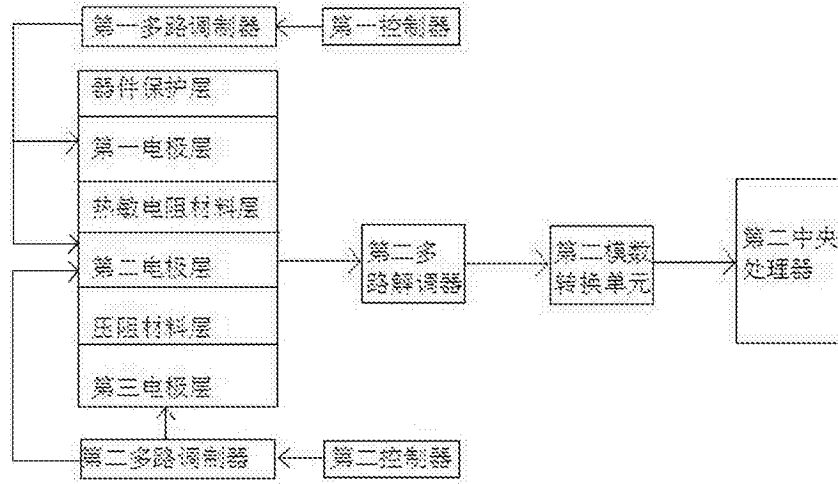 第一多路调制器
第一控制器
器件保护层
第一电极层
热敏电阻材料层
第二电极层
压阻材料层
第三电极层
第二多
路解调器
第二模数
转换单元
第二中央
处理器
第二多路调制器
第二控制器